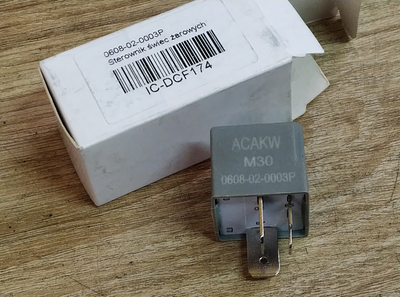 0608-02-0003P
Sterownik świec żarowych
IC-DCF174
ACAKW
M30
0608-02-0003P